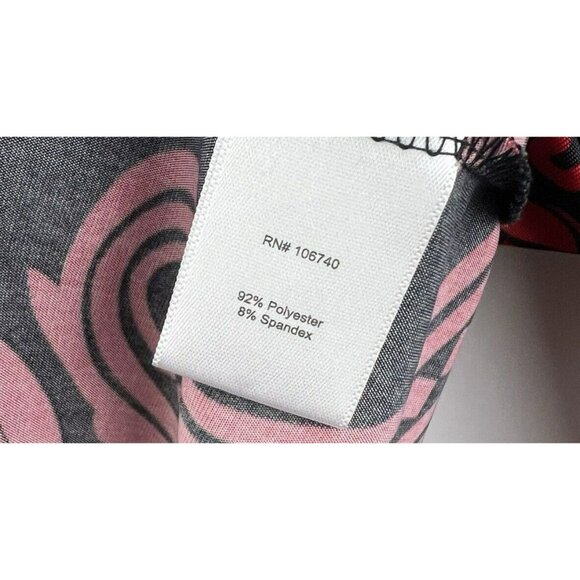 RN# 106740
92% Polyester
8% Spandex